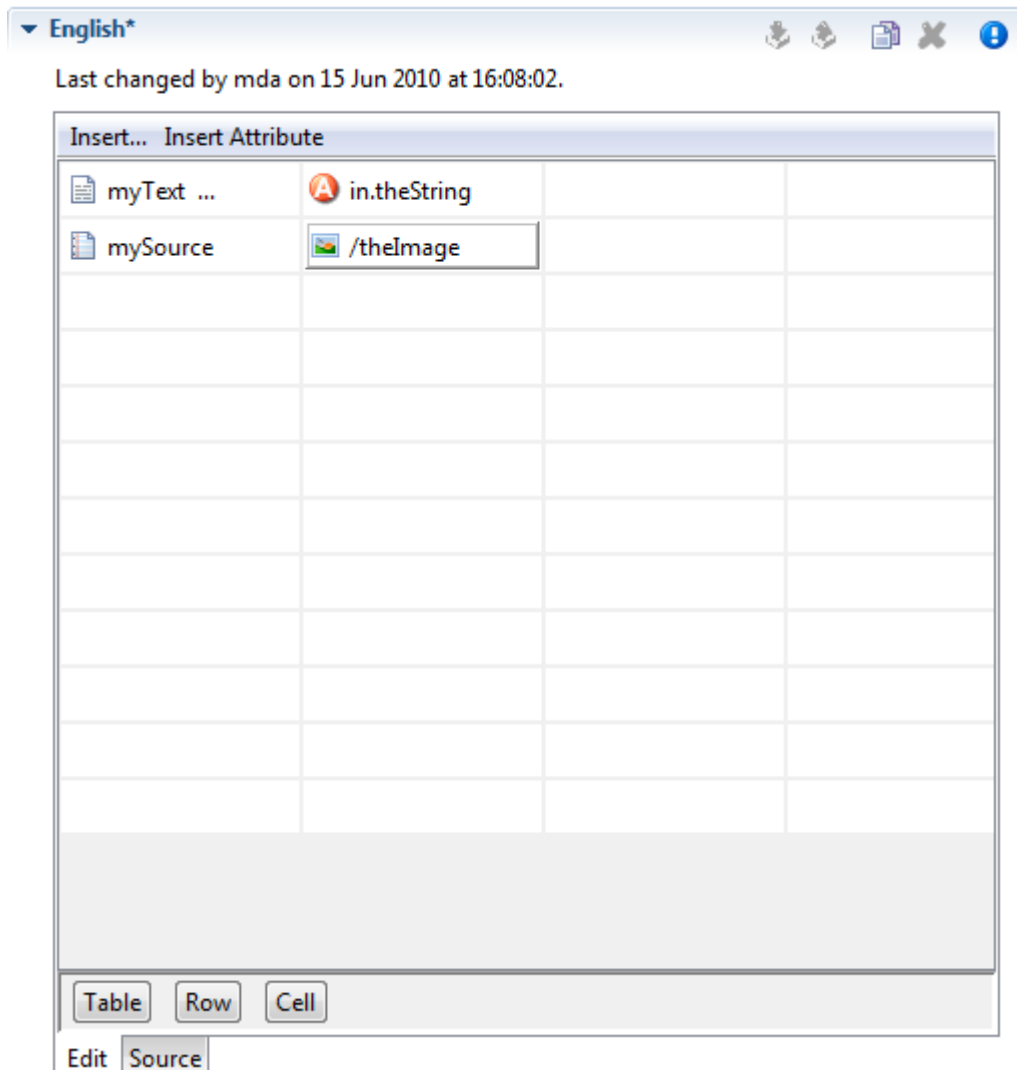 English*
Last changed by mda on 15 Jun 2010 at 16:08:02.
Insert... Insert Attribute
myText ... in.theString
mySource /theImage
Table Row Cell
Edit Source